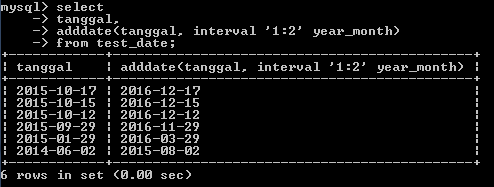 mysql> select
    -> tanggal,
    -> adddate(tanggal, interval '1:2' year_month)
    -> from test_date;
+------------+---------------------------------------------+
| tanggal    | adddate(tanggal, interval '1:2' year_month) |
+------------+---------------------------------------------+
| 2015-10-17 | 2016-12-17                                  |
| 2015-10-15 | 2016-12-15                                  |
| 2015-10-12 | 2016-12-12                                  |
| 2015-09-29 | 2016-11-29                                  |
| 2015-01-29 | 2016-03-29                                  |
| 2014-06-02 | 2015-08-02                                  |
+------------+---------------------------------------------+
6 rows in set (0.00 sec)